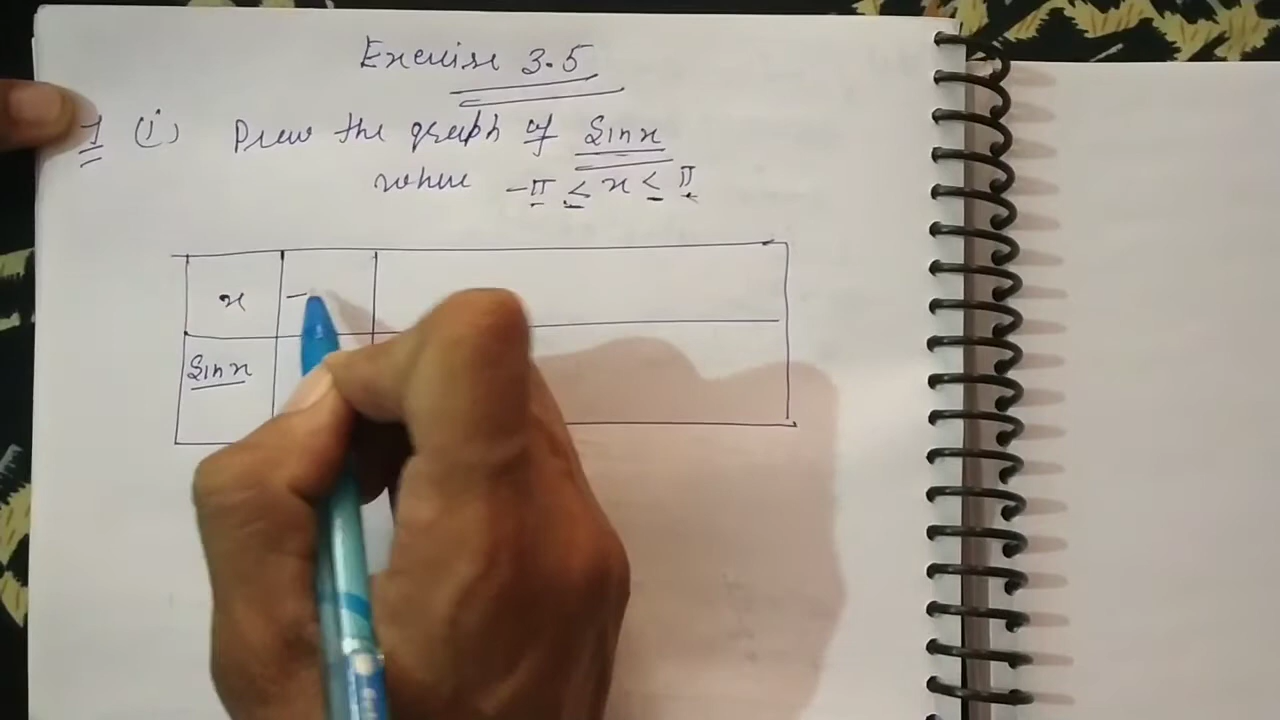 Exercise 3.5
1 (i) Draw the graph of Sinx
where -π ≤ x ≤ π
x -
Sinx